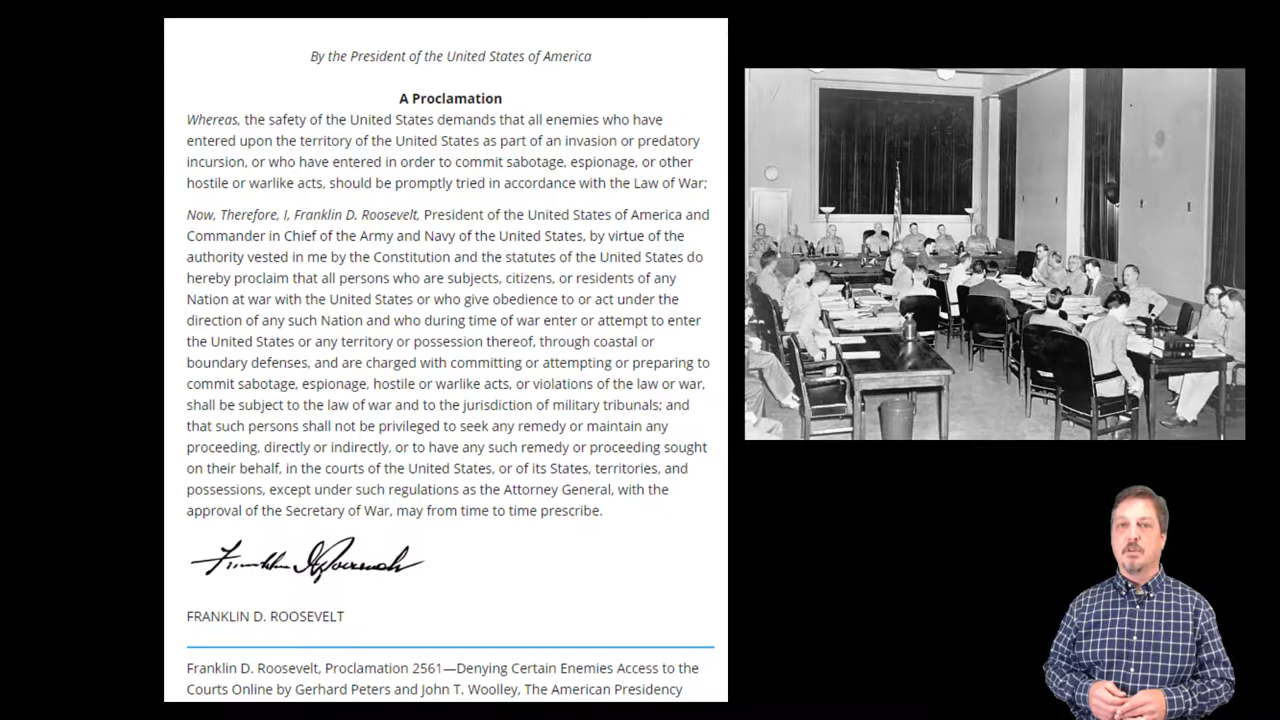 By the President of the United States of America
A Proclamation
Whereas, the safety of the United States demands that all enemies who have
entered upon the territory of the United States as part of an invasion or predatory
incursion, or who have entered in order to commit sabotage, espionage, or other
hostile or warlike acts, should be promptly tried in accordance with the Law of War;
Now, Therefore, I, Franklin D. Roosevelt, President of the United States of America and
Commander in Chief of the Army and Navy of the United States, by virtue of the
authority vested in me by the Constitution and the statutes of the United States do
hereby proclaim that all persons who are subjects, citizens, or residents of any
Nation at war with the United States or who give obedience to or act under the
direction of any such Nation and who during time of war enter or attempt to enter
the United States or any territory or possession thereof, through coastal or
boundary defenses, and are charged with committing or attempting or preparing to
commit sabotage, espionage, hostile or warlike acts, or violations of the law or war,
shall be subject to the law of war and to the jurisdiction of military tribunals; and
that such persons shall not be privileged to seek any remedy or maintain any
proceeding, directly or indirectly, or to have any such remedy or proceeding sought
on their behalf, in the courts of the United States, or of its States, territories, and
possessions, except under such regulations as the Attorney General, with the
approval of the Secretary of War, may from time to time prescribe.
Franklin D Roosevelt
FRANKLIN D. ROOSEVELT
Franklin D. Roosevelt, Proclamation 2561—Denying Certain Enemies Access to the
Courts Online by Gerhard Peters and John T. Woolley, The American Presidency